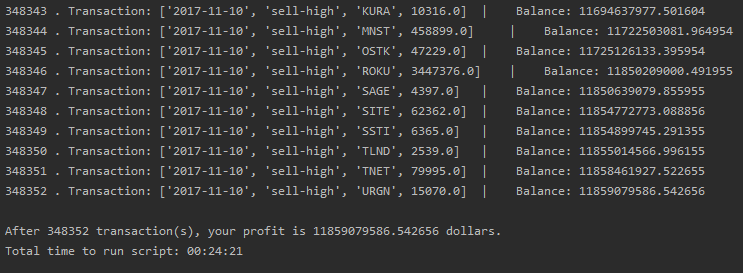 348343 . Transaction: ['2017-11-10', 'sell-high', 'KURA', 10316.0] | Balance: 11694637977.501604
348344 . Transaction: ['2017-11-10', 'sell-high', 'MNST', 458899.0] | Balance: 11722503081.964954
348345 . Transaction: ['2017-11-10', 'sell-high', 'OSTK', 47229.0] | Balance: 11725126133.395954
348346 . Transaction: ['2017-11-10', 'sell-high', 'ROKU', 3447376.0] | Balance: 11850209000.491955
348347 . Transaction: ['2017-11-10', 'sell-high', 'SAGE', 4397.0] | Balance: 11850639079.855955
348348 . Transaction: ['2017-11-10', 'sell-high', 'SITE', 62362.0] | Balance: 11854772773.088856
348349 . Transaction: ['2017-11-10', 'sell-high', 'SSTI', 6365.0] | Balance: 11854899745.291355
348350 . Transaction: ['2017-11-10', 'sell-high', 'TLND', 2539.0] | Balance: 11855014566.996155
348351 . Transaction: ['2017-11-10', 'sell-high', 'TNET', 79995.0] | Balance: 11858461927.522655
348352 . Transaction: ['2017-11-10', 'sell-high', 'URGN', 15070.0] | Balance: 11859079586.542656
After 348352 transaction(s), your profit is 11859079586.542656 dollars.
Total time to run script: 00:24:21